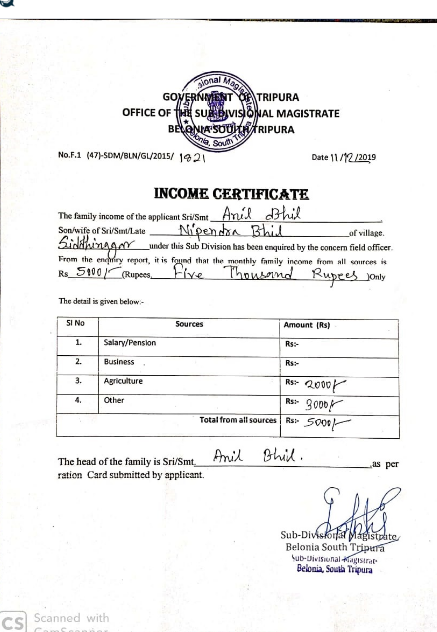 GOVERNMENT OF TRIPURA
OFFICE OF THE SUB-DIVISIONAL MAGISTRATE
BELONIA SOUTH TRIPURA
No.F.1 (47)-SDM/BLN/GL/2015/ 1821 Date 11/12/2019
INCOME CERTIFICATE
The family income of the applicant Sri/Smt Anil Bhil
Son/wife of Sri/Smt/Late Nipendra Bhil of village.
Siddhinagar under this Sub Division has been enquired by the concern field officer.
From the enquiry report, it is found that the monthly family income from all sources is
Rs 5000/- (Rupees, Five Thousand Rupees )Only
The detail is given below:-
Sl No Sources Amount (Rs)
1. Salary/Pension Rs:-
2. Business Rs:-
3. Agriculture Rs:- 2000/-
4. Other Rs:- 3000/-
Total from all sources Rs:- 5000/-
The head of the family is Sri/Smt, Anil Bhil. ,as per
ration Card submitted by applicant.
Sub-Divisional Magistrate
Belonia South Tripura
Sub-Divisional Magistrate
Belonia, South Tripura
CS Scanned with
CamScanner